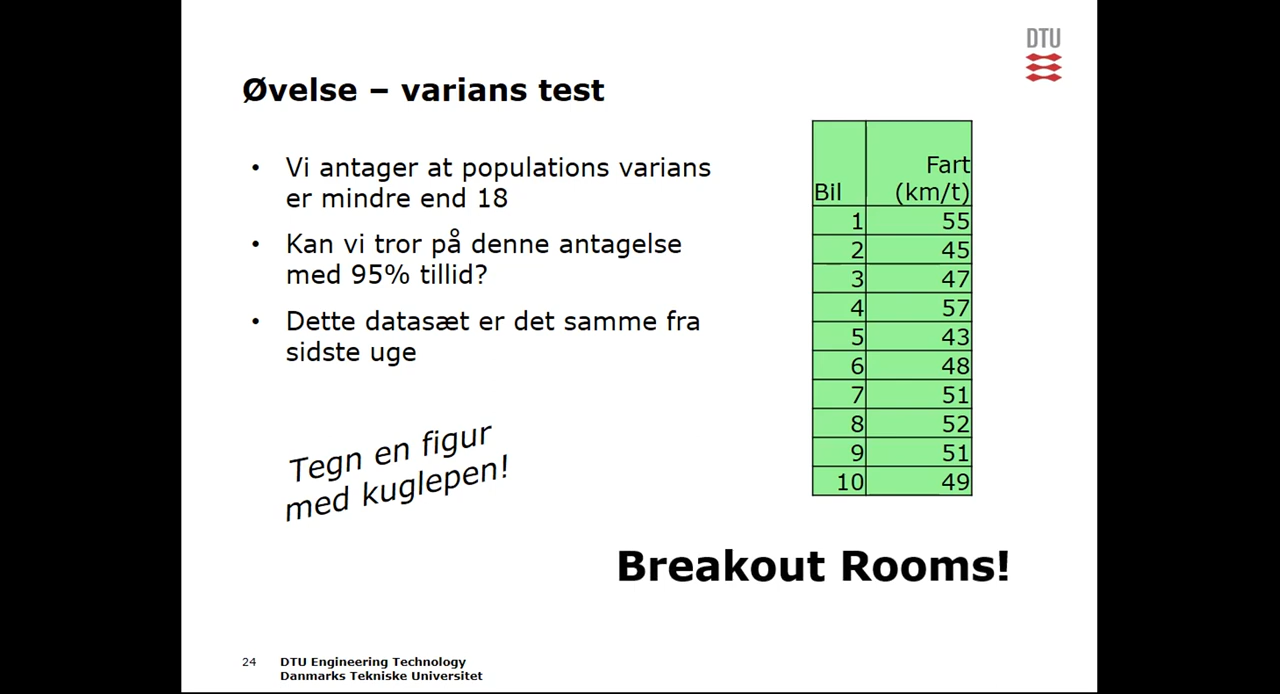 DTU
Øvelse – varians test
• Vi antager at populations varians
er mindre end 18
• Kan vi tror på denne antagelse
med 95% tillid?
• Dette datasæt er det samme fra
sidste uge
Tegn en figur
med kuglepen!
Bil Fart (km/t)
1 55
2 45
3 47
4 57
5 43
6 48
7 51
8 52
9 51
10 49
Breakout Rooms!
24 DTU Engineering Technology
Danmarks Tekniske Universitet